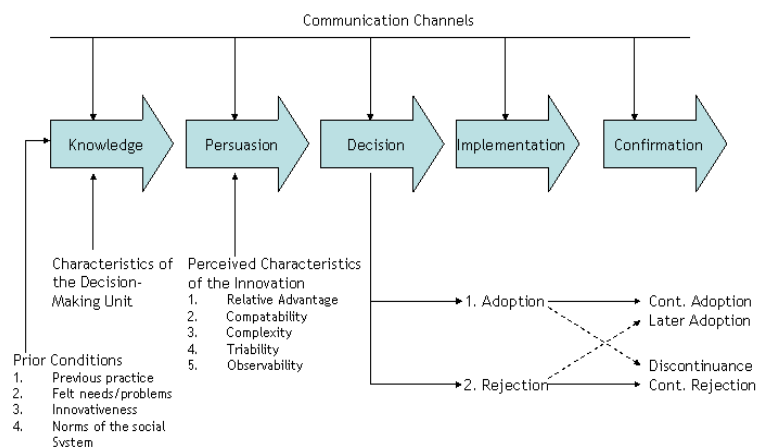 Communication Channels
Knowledge
Persuasion
Decision
Implementation
Confirmation
Characteristics of
the Decision-
Making Unit
Perceived Characteristics
of the Innovation
1. Relative Advantage
2. Compatability
3. Complexity
4. Triability
5. Observability
1. Adoption
2. Rejection
Cont. Adoption
Later Adoption
Discontinuance
Cont. Rejection
Prior Conditions
1. Previous practice
2. Felt needs/problems
3. Innovativeness
4. Norms of the social
System